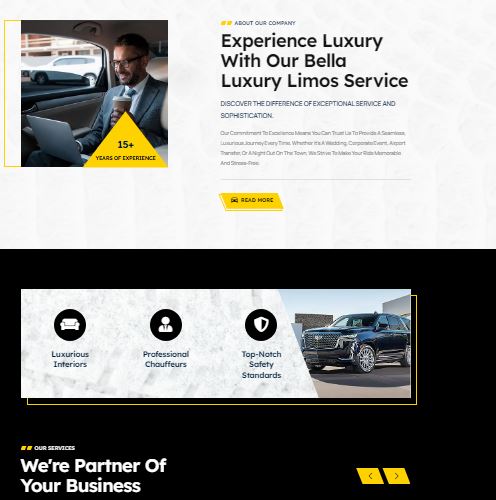 ABOUT OUR COMPANY
Experience Luxury
With Our Bella
Luxury Limos Service
DISCOVER THE DIFFERENCE OF EXCEPTIONAL SERVICE AND
SOPHISTICATION.
Our Commitment To Excellence Means You Can Trust Us To Provide A Seamless,
Luxurious Journey Every Time. Whether It's A Wedding, Corporate Event, Airport
Transfer, Or A Night Out On The Town, We Strive To Make Your Ride Memorable
And Stress-Free.
15+
YEARS OF EXPERIENCE
READ MORE
Luxurious
Interiors
Professional
Chauffeurs
Top-Notch
Safety
Standards
OUR SERVICES
We're Partner Of
Your Business